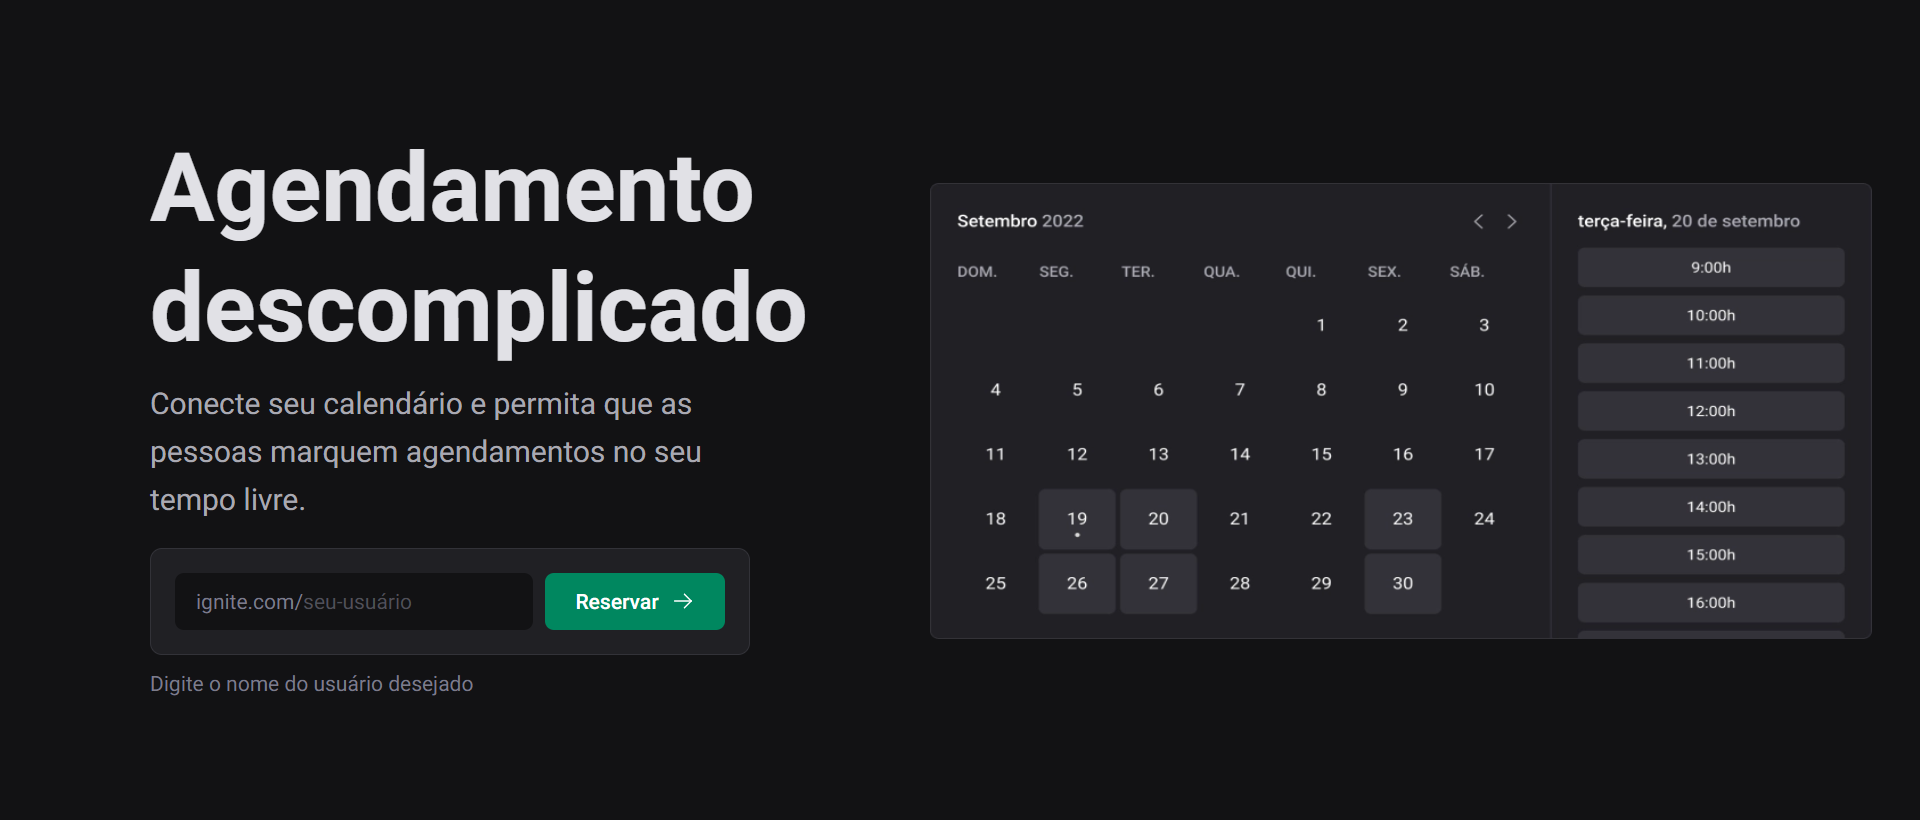 Agendamento
descomplicado
Conecte seu calendário e permita que as
pessoas marquem agendamentos no seu
tempo livre.
ignite.com/seu-usuário
Reservar
Digite o nome do usuário desejado
Setembro 2022
DOM. SEG. TER. QUA. QUI. SEX. SÁB.
1 2 3
4 5 6 7 8 9 10
11 12 13 14 15 16 17
18 19 20 21 22 23 24
25 26 27 28 29 30
terça-feira, 20 de setembro
9:00h
10:00h
11:00h
12:00h
13:00h
14:00h
15:00h
16:00h